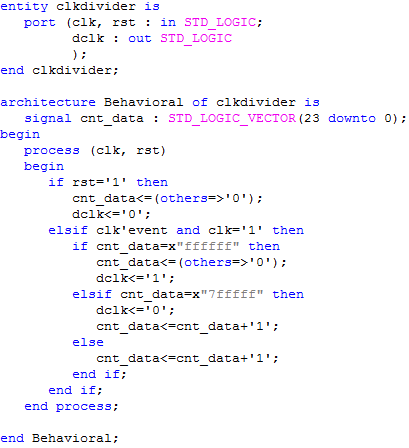 entity clkdivider is
   port (clk, rst : in STD_LOGIC;
         dclk : out STD_LOGIC
         );
end clkdivider;

architecture Behavioral of clkdivider is
   signal cnt_data : STD_LOGIC_VECTOR(23 downto 0);
begin
   process (clk, rst)
   begin
      if rst='1' then
         cnt_data<=(others=>'0');
         dclk<='0';
      elsif clk'event and clk='1' then
         if cnt_data=x"ffffff" then
            cnt_data<=(others=>'0');
            dclk<='1';
         elsif cnt_data=x"7fffff" then
            dclk<='0';
            cnt_data<=cnt_data+'1';
         else
            cnt_data<=cnt_data+'1';
         end if;
      end if;
   end process;

end Behavioral;